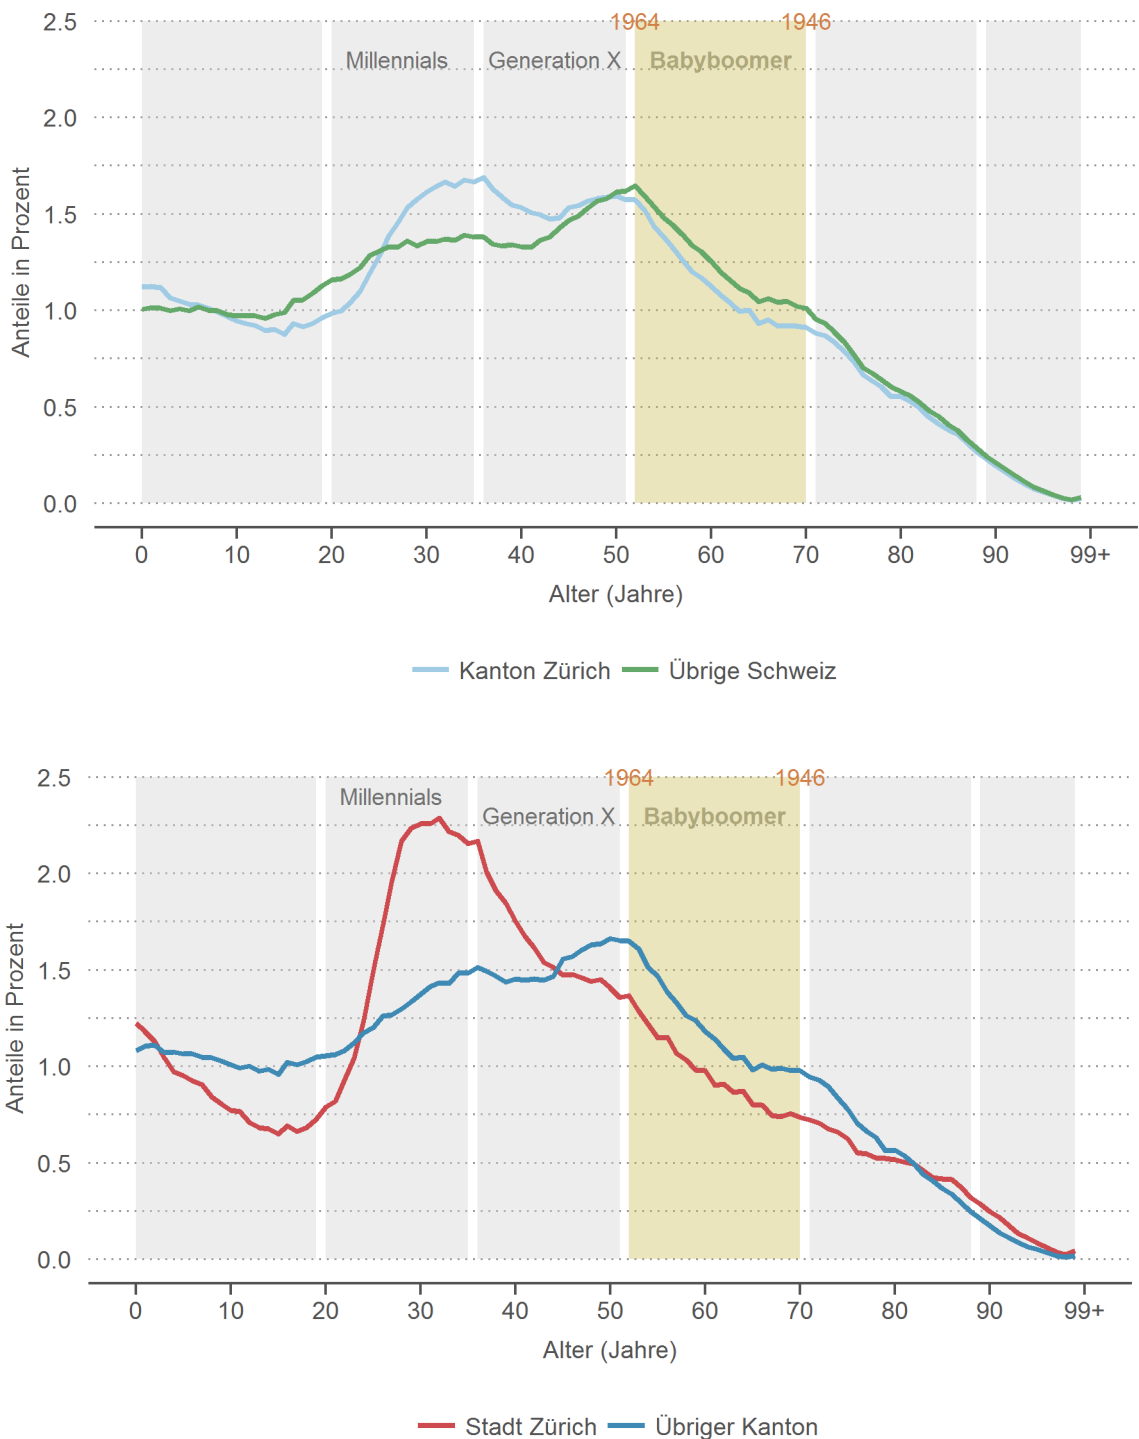 2.5
2.0
1.5
1.0
0.5
0.0
Anteile in Prozent
1964 1946
Millennials Generation X Babyboomer
0 10 20 30 40 50 60 70 80 90 99+
Alter (Jahre)
Kanton Zürich Übrige Schweiz
2.5
2.0
1.5
1.0
0.5
0.0
Anteile in Prozent
1964 1946
Millennials
Generation X Babyboomer
0 10 20 30 40 50 60 70 80 90 99+
Alter (Jahre)
Stadt Zürich Übriger Kanton